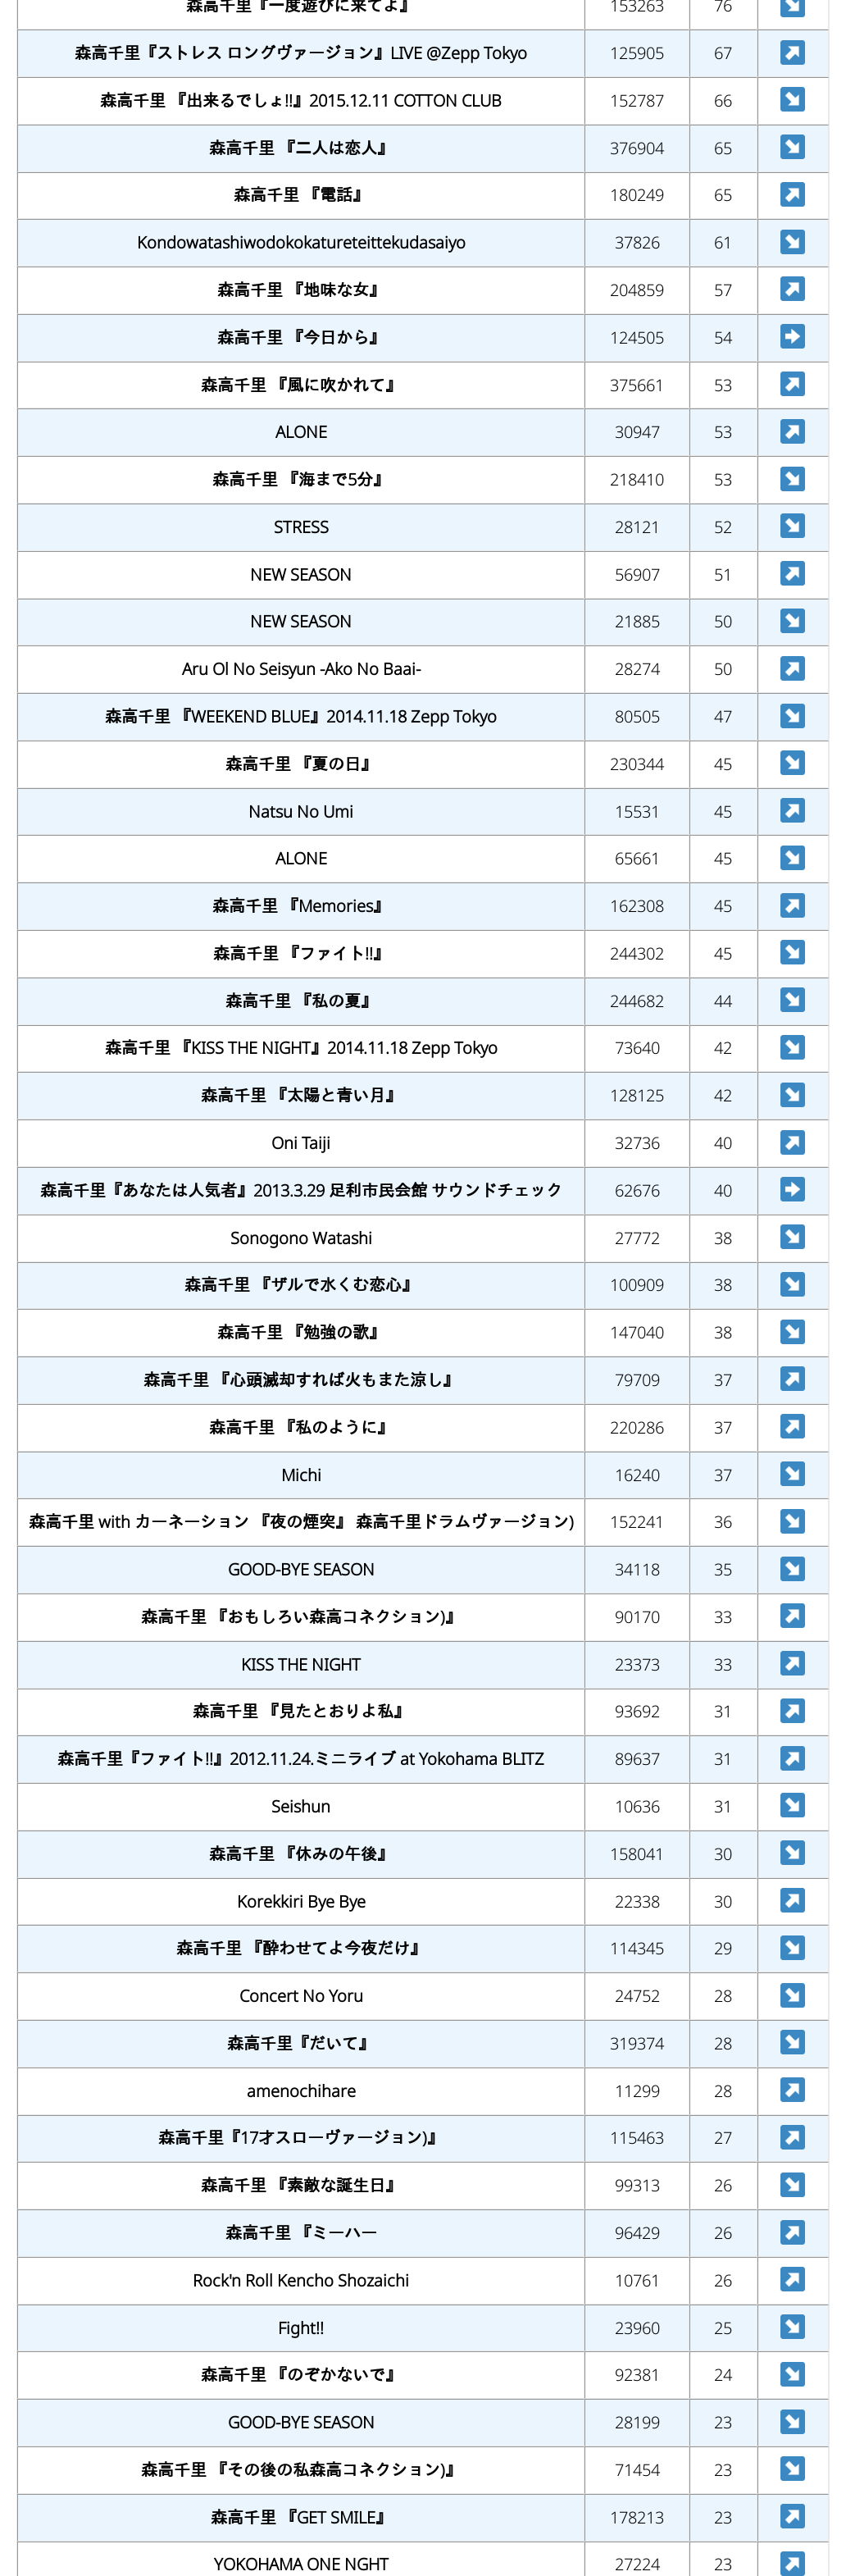 森高千里『一度遊びに来てよ』 153263 76
森高千里『ストレス ロングヴァージョン』LIVE @Zepp Tokyo 125905 67
森高千里 『出来るでしょ!!』2015.12.11 COTTON CLUB 152787 66
森高千里 『二人は恋人』 376904 65
森高千里 『電話』 180249 65
Kondowatashiwodokokatureteittekudasaiyo 37826 61
森高千里 『地味な女』 204859 57
森高千里 『今日から』 124505 54
森高千里 『風に吹かれて』 375661 53
ALONE 30947 53
森高千里 『海まで5分』 218410 53
STRESS 28121 52
NEW SEASON 56907 51
NEW SEASON 21885 50
Aru Ol No Seisyun -Ako No Baai- 28274 50
森高千里 『WEEKEND BLUE』2014.11.18 Zepp Tokyo 80505 47
森高千里 『夏の日』 230344 45
Natsu No Umi 15531 45
ALONE 65661 45
森高千里 『Memories』 162308 45
森高千里 『ファイト!!』 244302 45
森高千里 『私の夏』 244682 44
森高千里 『KISS THE NIGHT』2014.11.18 Zepp Tokyo 73640 42
森高千里 『太陽と青い月』 128125 42
Oni Taiji 32736 40
森高千里『あなたは人気者』2013.3.29 足利市民会館 サウンドチェック 62676 40
Sonogono Watashi 27772 38
森高千里 『ザルで水くむ恋心』 100909 38
森高千里 『勉強の歌』 147040 38
森高千里 『心頭滅却すれば火もまた涼し』 79709 37
森高千里 『私のように』 220286 37
Michi 16240 37
森高千里 with カーネーション 『夜の煙突』 森高千里ドラムヴァージョン) 152241 36
GOOD-BYE SEASON 34118 35
森高千里 『おもしろい森高コネクション)』 90170 33
KISS THE NIGHT 23373 33
森高千里 『見たとおりよ私』 93692 31
森高千里『ファイト!!』2012.11.24.ミニライブ at Yokohama BLITZ 89637 31
Seishun 10636 31
森高千里 『休みの午後』 158041 30
Korekkiri Bye Bye 22338 30
森高千里 『酔わせてよ今夜だけ』 114345 29
Concert No Yoru 24752 28
森高千里『だいて』 319374 28
amenochihare 11299 28
森高千里『17才スローヴァージョン)』 115463 27
森高千里 『素敵な誕生日』 99313 26
森高千里 『ミーハー 96429 26
Rock'n Roll Kencho Shozaichi 10761 26
Fight!! 23960 25
森高千里 『のぞかないで』 92381 24
GOOD-BYE SEASON 28199 23
森高千里 『その後の私森高コネクション)』 71454 23
森高千里 『GET SMILE』 178213 23
YOKOHAMA ONE NGHT 27224 23